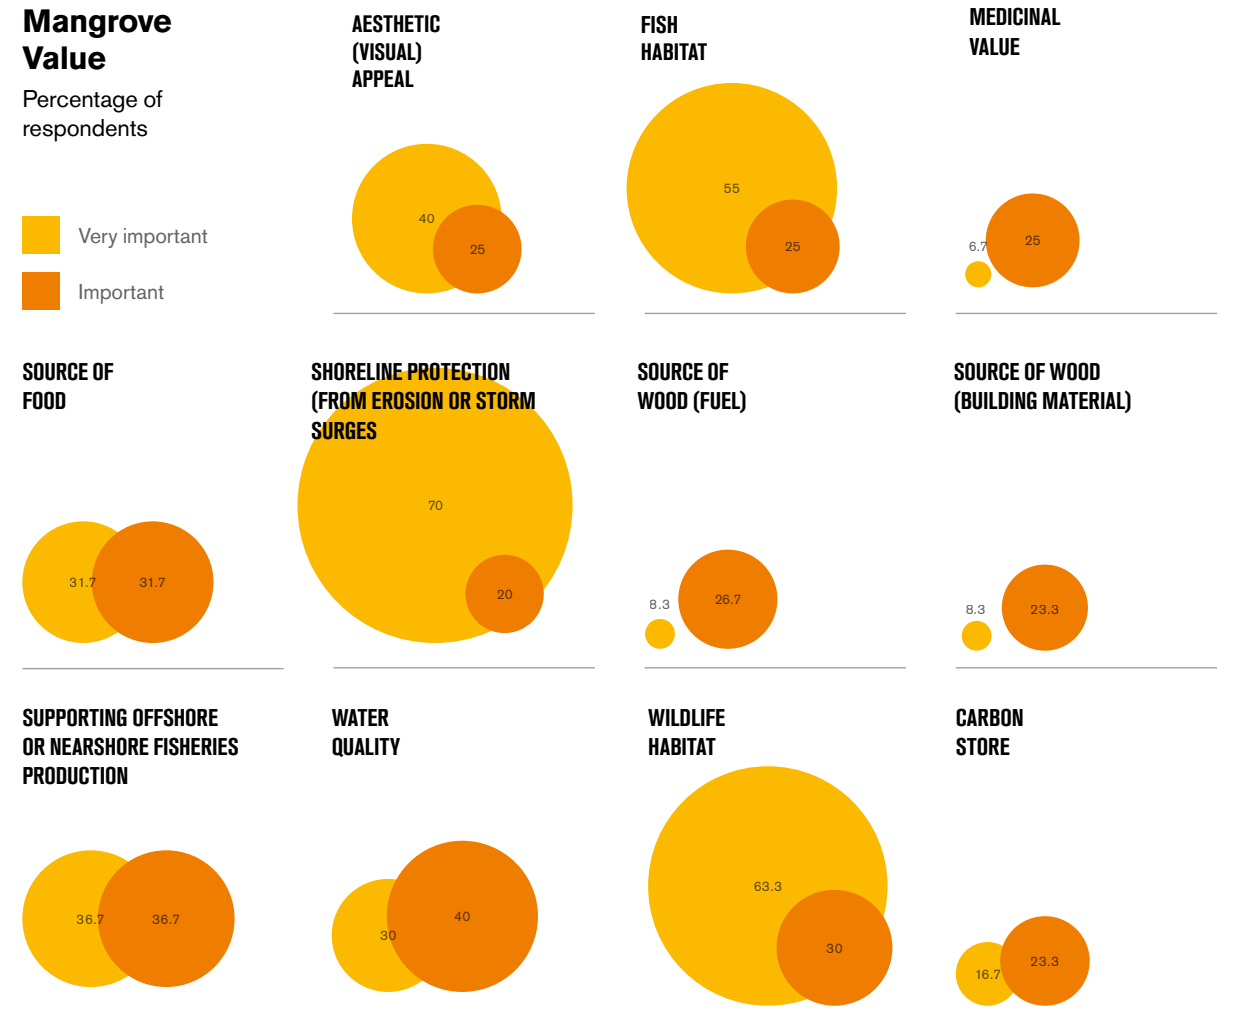 Mangrove
Value
Percentage of
respondents
Very important
Important
AESTHETIC
(VISUAL)
APPEAL
40
25
FISH
HABITAT
55
25
MEDICINAL
VALUE
6.7
25
SOURCE OF
FOOD
31.7
31.7
SHORELINE PROTECTION
(FROM EROSION OR STORM
SURGES
70
20
SOURCE OF
WOOD (FUEL)
8.3
26.7
SOURCE OF WOOD
(BUILDING MATERIAL)
8.3
23.3
SUPPORTING OFFSHORE
OR NEARSHORE FISHERIES
PRODUCTION
36.7
36.7
WATER
QUALITY
30
40
WILDLIFE
HABITAT
63.3
30
CARBON
STORE
16.7
23.3